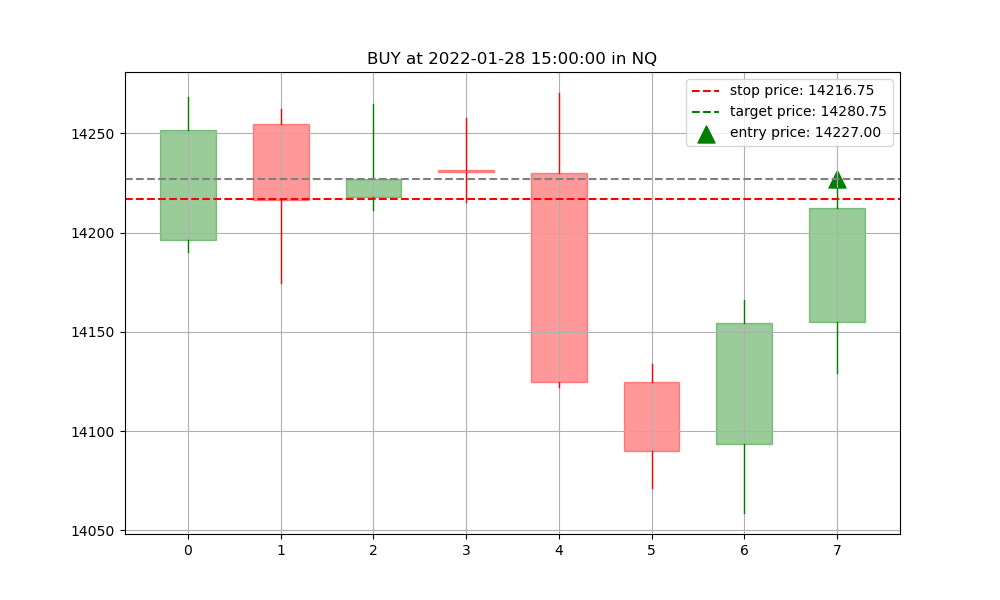 BUY at 2022-01-28 15:00:00 in NQ
stop price: 14216.75
target price: 14280.75
entry price: 14227.00
14250
14200
14150
14100
14050
0 1 2 3 4 5 6 7